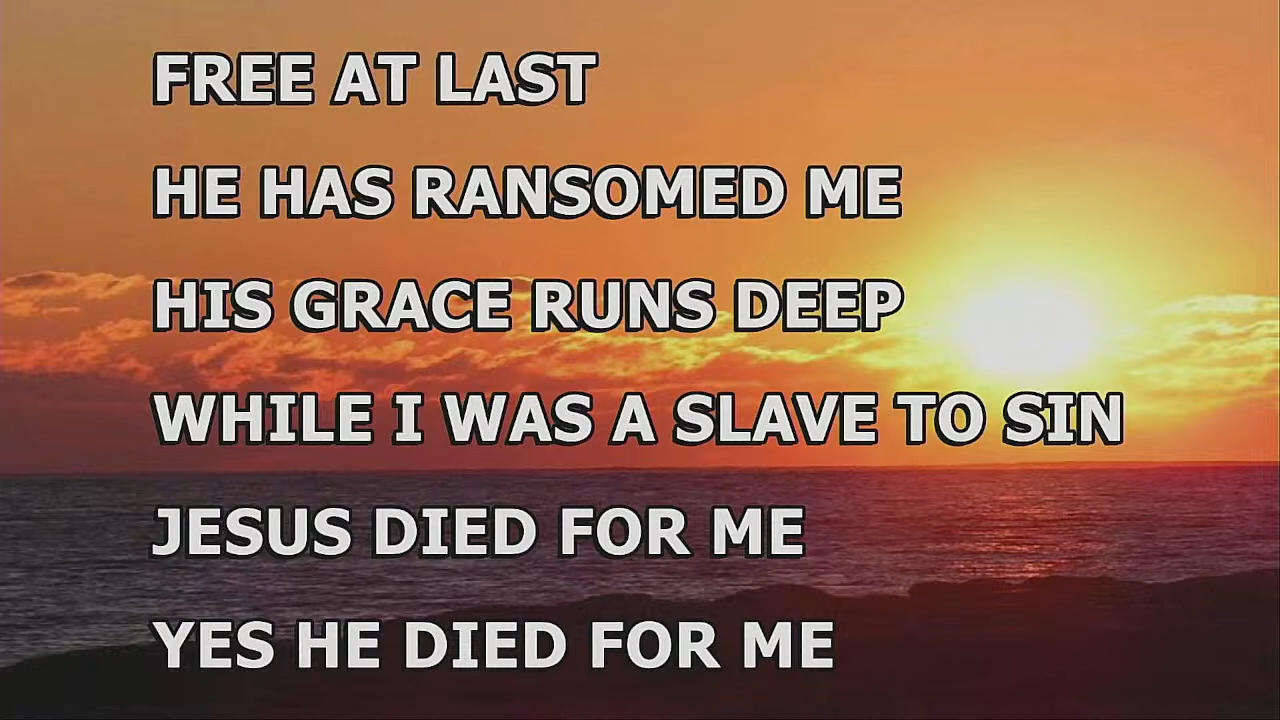 FREE AT LAST
HE HAS RANSOMED ME
HIS GRACE RUNS DEEP
WHILE I WAS A SLAVE TO SIN
JESUS DIED FOR ME
YES HE DIED FOR ME